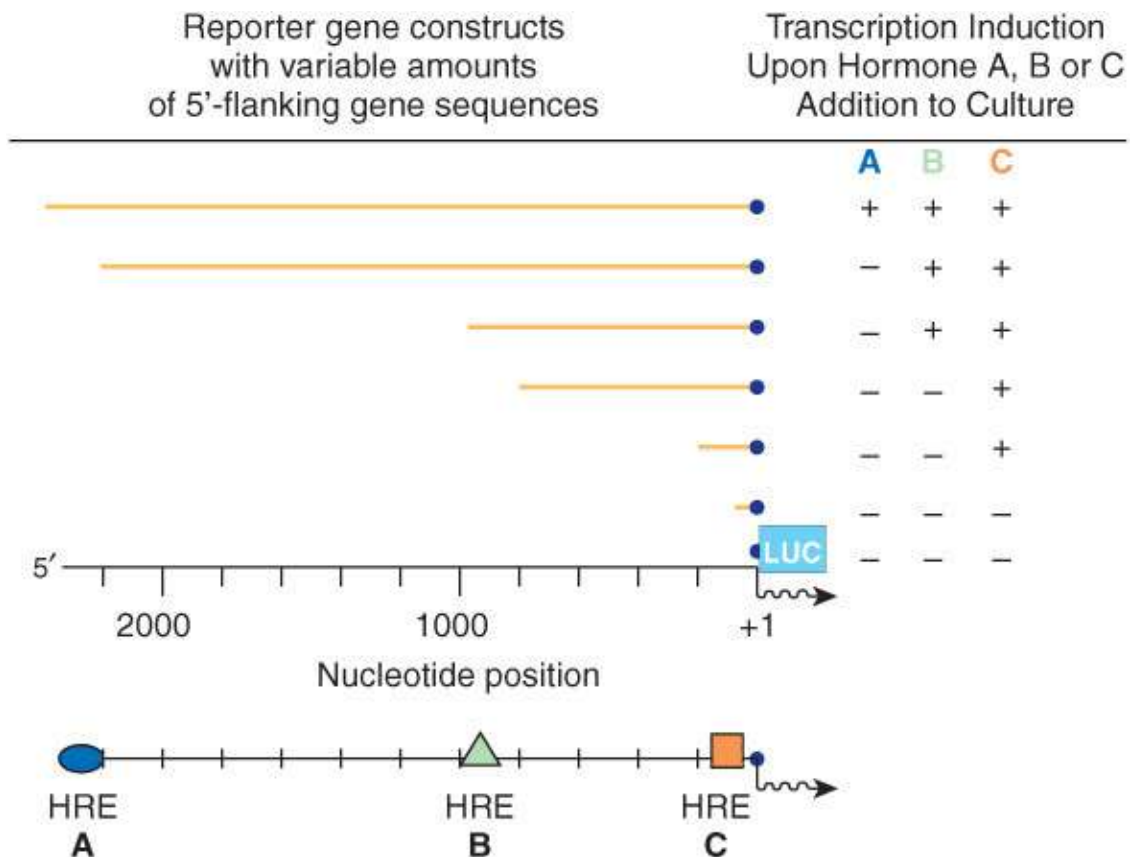 Reporter gene constructs
with variable amounts
of 5'-flanking gene sequences
Transcription Induction
Upon Hormone A, B or C
Addition to Culture
A B C
+ + +
– + +
– + +
– – +
– – +
– – –
LUC
– – –
5′
2000 1000 +1
Nucleotide position
HRE HRE HRE
A B C